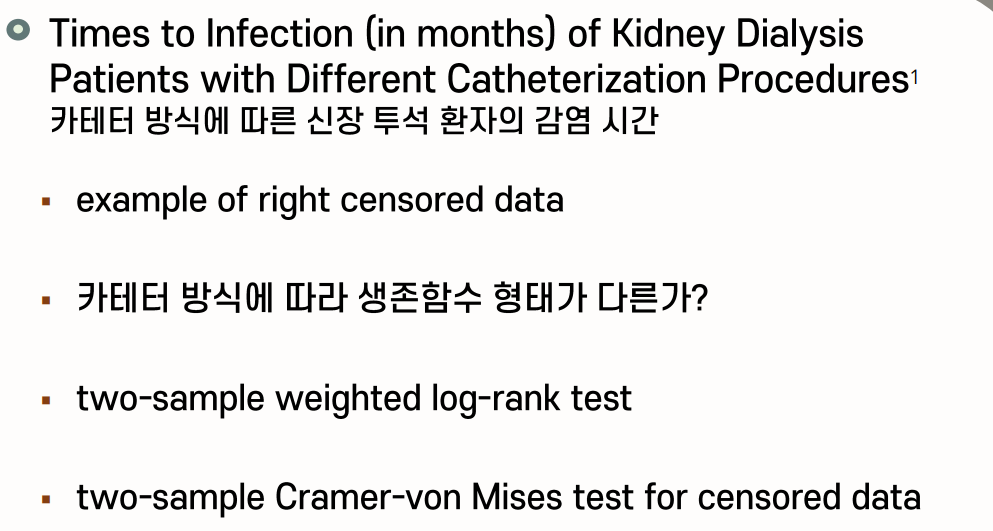 Times to Infection (in months) of Kidney Dialysis
Patients with Different Catheterization Procedures¹
카테터 방식에 따른 신장 투석 환자의 감염 시간
example of right censored data
카테터 방식에 따라 생존함수 형태가 다른가?
two-sample weighted log-rank test
two-sample Cramer-von Mises test for censored data